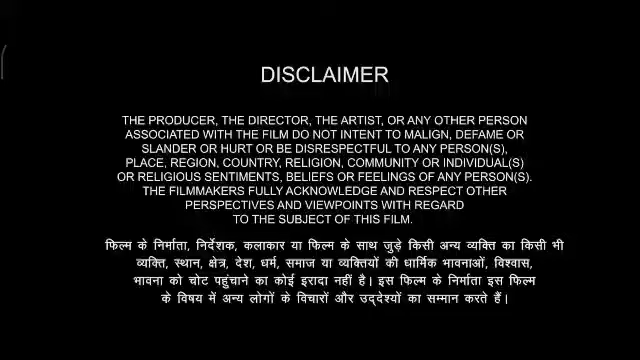 DISCLAIMER
THE PRODUCER, THE DIRECTOR, THE ARTIST, OR ANY OTHER PERSON
ASSOCIATED WITH THE FILM DO NOT INTENT TO MALIGN, DEFAME OR
SLANDER OR HURT OR BE DISRESPECTFUL TO ANY PERSON(S),
PLACE, REGION, COUNTRY, RELIGION, COMMUNITY OR INDIVIDUAL(S)
OR RELIGIOUS SENTIMENTS, BELIEFS OR FEELINGS OF ANY PERSON(S).
THE FILMMAKERS FULLY ACKNOWLEDGE AND RESPECT OTHER
PERSPECTIVES AND VIEWPOINTS WITH REGARD
TO THE SUBJECT OF THIS FILM.
फिल्म के निर्माता, निर्देशक, कलाकार या फिल्म के साथ जुड़े किसी अन्य व्यक्ति का किसी भी
व्यक्ति, स्थान, क्षेत्र, देश, धर्म, समाज या व्यक्तियों की धार्मिक भावनाओं, विश्वास,
भावना को चोट पहुंचाने का कोई इरादा नहीं है। इस फिल्म के निर्माता इस फिल्म
के विषय में अन्य लोगों के विचारों और उद्देश्यों का सम्मान करते हैं।